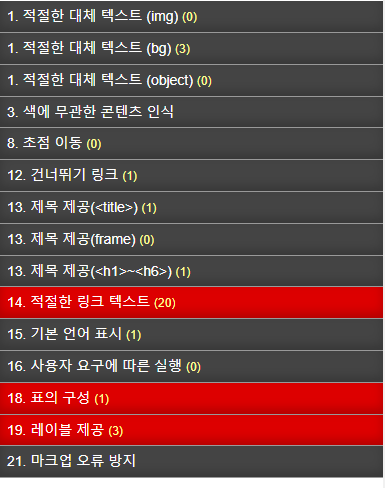 1. 적절한 대체 텍스트 (img) (0)
1. 적절한 대체 텍스트 (bg) (3)
1. 적절한 대체 텍스트 (object) (0)
3. 색에 무관한 콘텐츠 인식
8. 초점 이동 (0)
12. 건너뛰기 링크 (1)
13. 제목 제공(<title>) (1)
13. 제목 제공(frame) (0)
13. 제목 제공(<h1>~<h6>) (1)
14. 적절한 링크 텍스트 (20)
15. 기본 언어 표시 (1)
16. 사용자 요구에 따른 실행 (0)
18. 표의 구성 (1)
19. 레이블 제공 (3)
21. 마크업 오류 방지